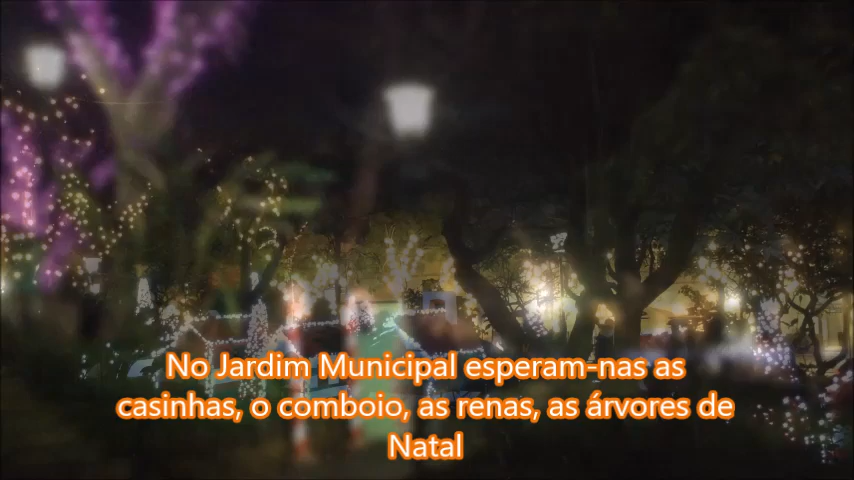 No Jardim Municipal esperam-nas as
casinhas, o comboio, as renas, as árvores de
Natal